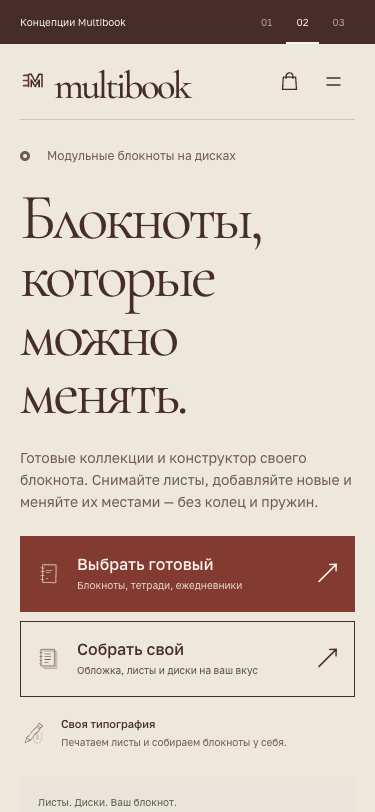 Концепции Multibook
01 02 03
multibook
Модульные блокноты на дисках
Блокноты,
которые
можно
менять.
Готовые коллекции и конструктор своего
блокнота. Снимайте листы, добавляйте новые и
меняйте их местами — без колец и пружин.
Выбрать готовый
Блокноты, тетради, ежедневники
Собрать свой
Обложка, листы и диски на ваш вкус
Своя типография
Печатаем листы и собираем блокноты у себя.
Листы. Диски. Ваш блокнот.